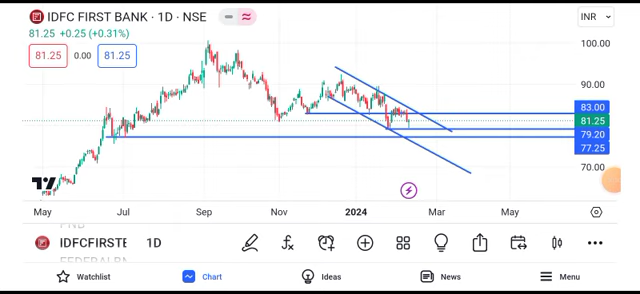 IDFC FIRST BANK · 1D · NSE
INR
81.25 +0.25 (+0.31%)
81.25 0.00 81.25
100.00
90.00
83.00
81.25
79.20
77.25
70.00
May Jul Sep Nov 2024 Mar May
IDFCFIRSTE 1D
FEDERALBAN
Watchlist Chart Ideas News Menu